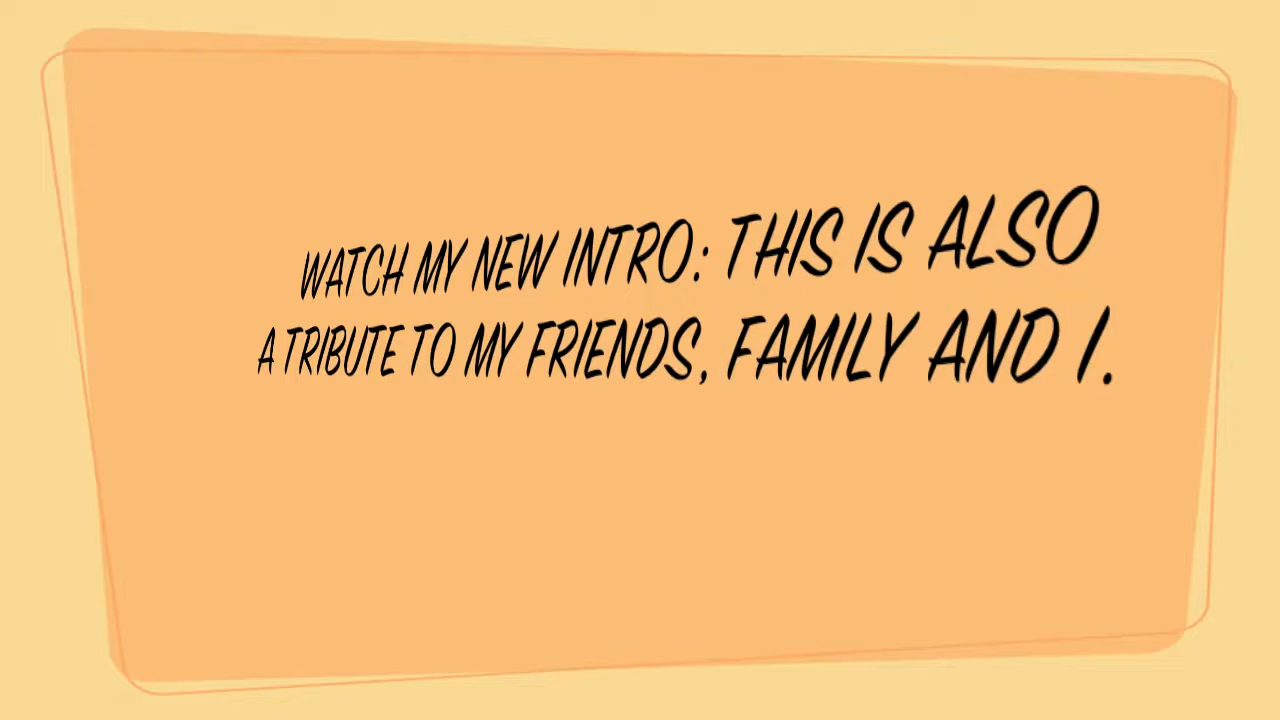 WATCH MY NEW INTRO: THIS IS ALSO
A TRIBUTE TO MY FRIENDS, FAMILY AND I.